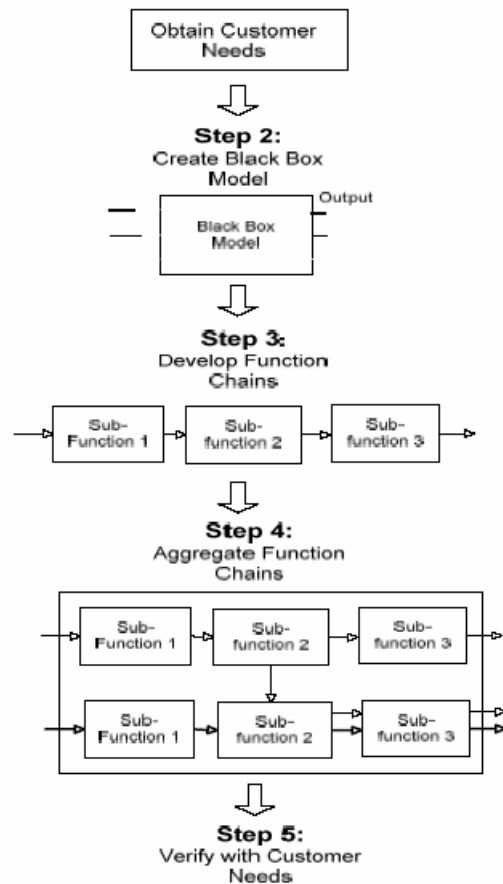 Obtain Customer
Needs
Step 2:
Create Black Box
Model
Output
Black Box
Model
Step 3:
Develop Function
Chains
Sub-
Function 1
Sub-
function 2
Sub-
function 3
Step 4:
Aggregate Function
Chains
Sub-
Function 1
Sub-
function 2
Sub-
function 3
Sub-
Function 1
Sub-
function 2
Sub-
function 3
Step 5:
Verify with Customer
Needs